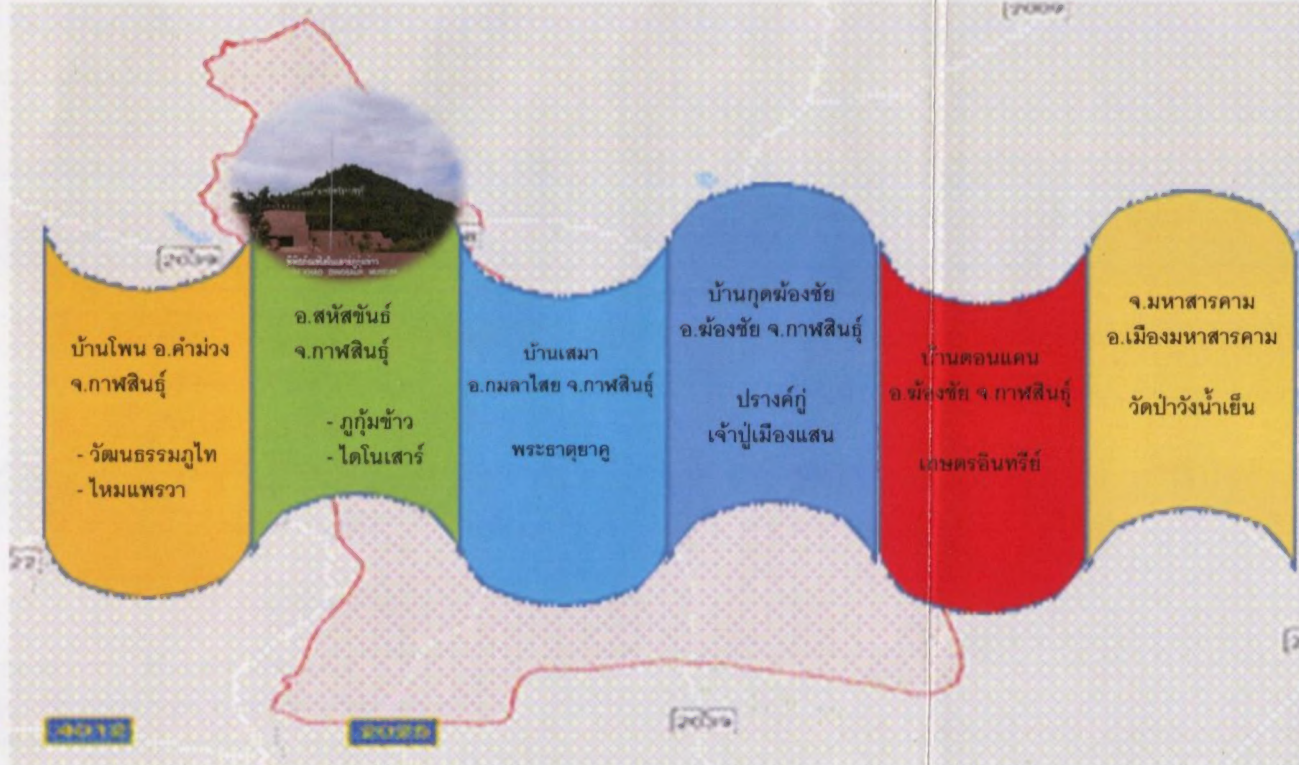 บ้านโพน อ.คำม่วง
จ.กาฬสินธุ์
- วัฒนธรรมภูไท
- ไหมแพรวา
อ.สหัสขันธ์
จ.กาฬสินธุ์
- ภูกุ้มข้าว
- ไดโนเสาร์
บ้านเสมา
อ.กมลาไสย จ.กาฬสินธุ์
พระธาตุยาคู
บ้านกุดฆ้องชัย
อ.ฆ้องชัย จ.กาฬสินธุ์
ปรางค์กู่
เจ้าปู่เมืองแสน
บ้านดอนแคน
อ.ฆ้องชัย จ.กาฬสินธุ์
เกษตรอินทรีย์
จ.มหาสารคาม
อ.เมืองมหาสารคาม
วัดป่าวังน้ำเย็น
4012
2025